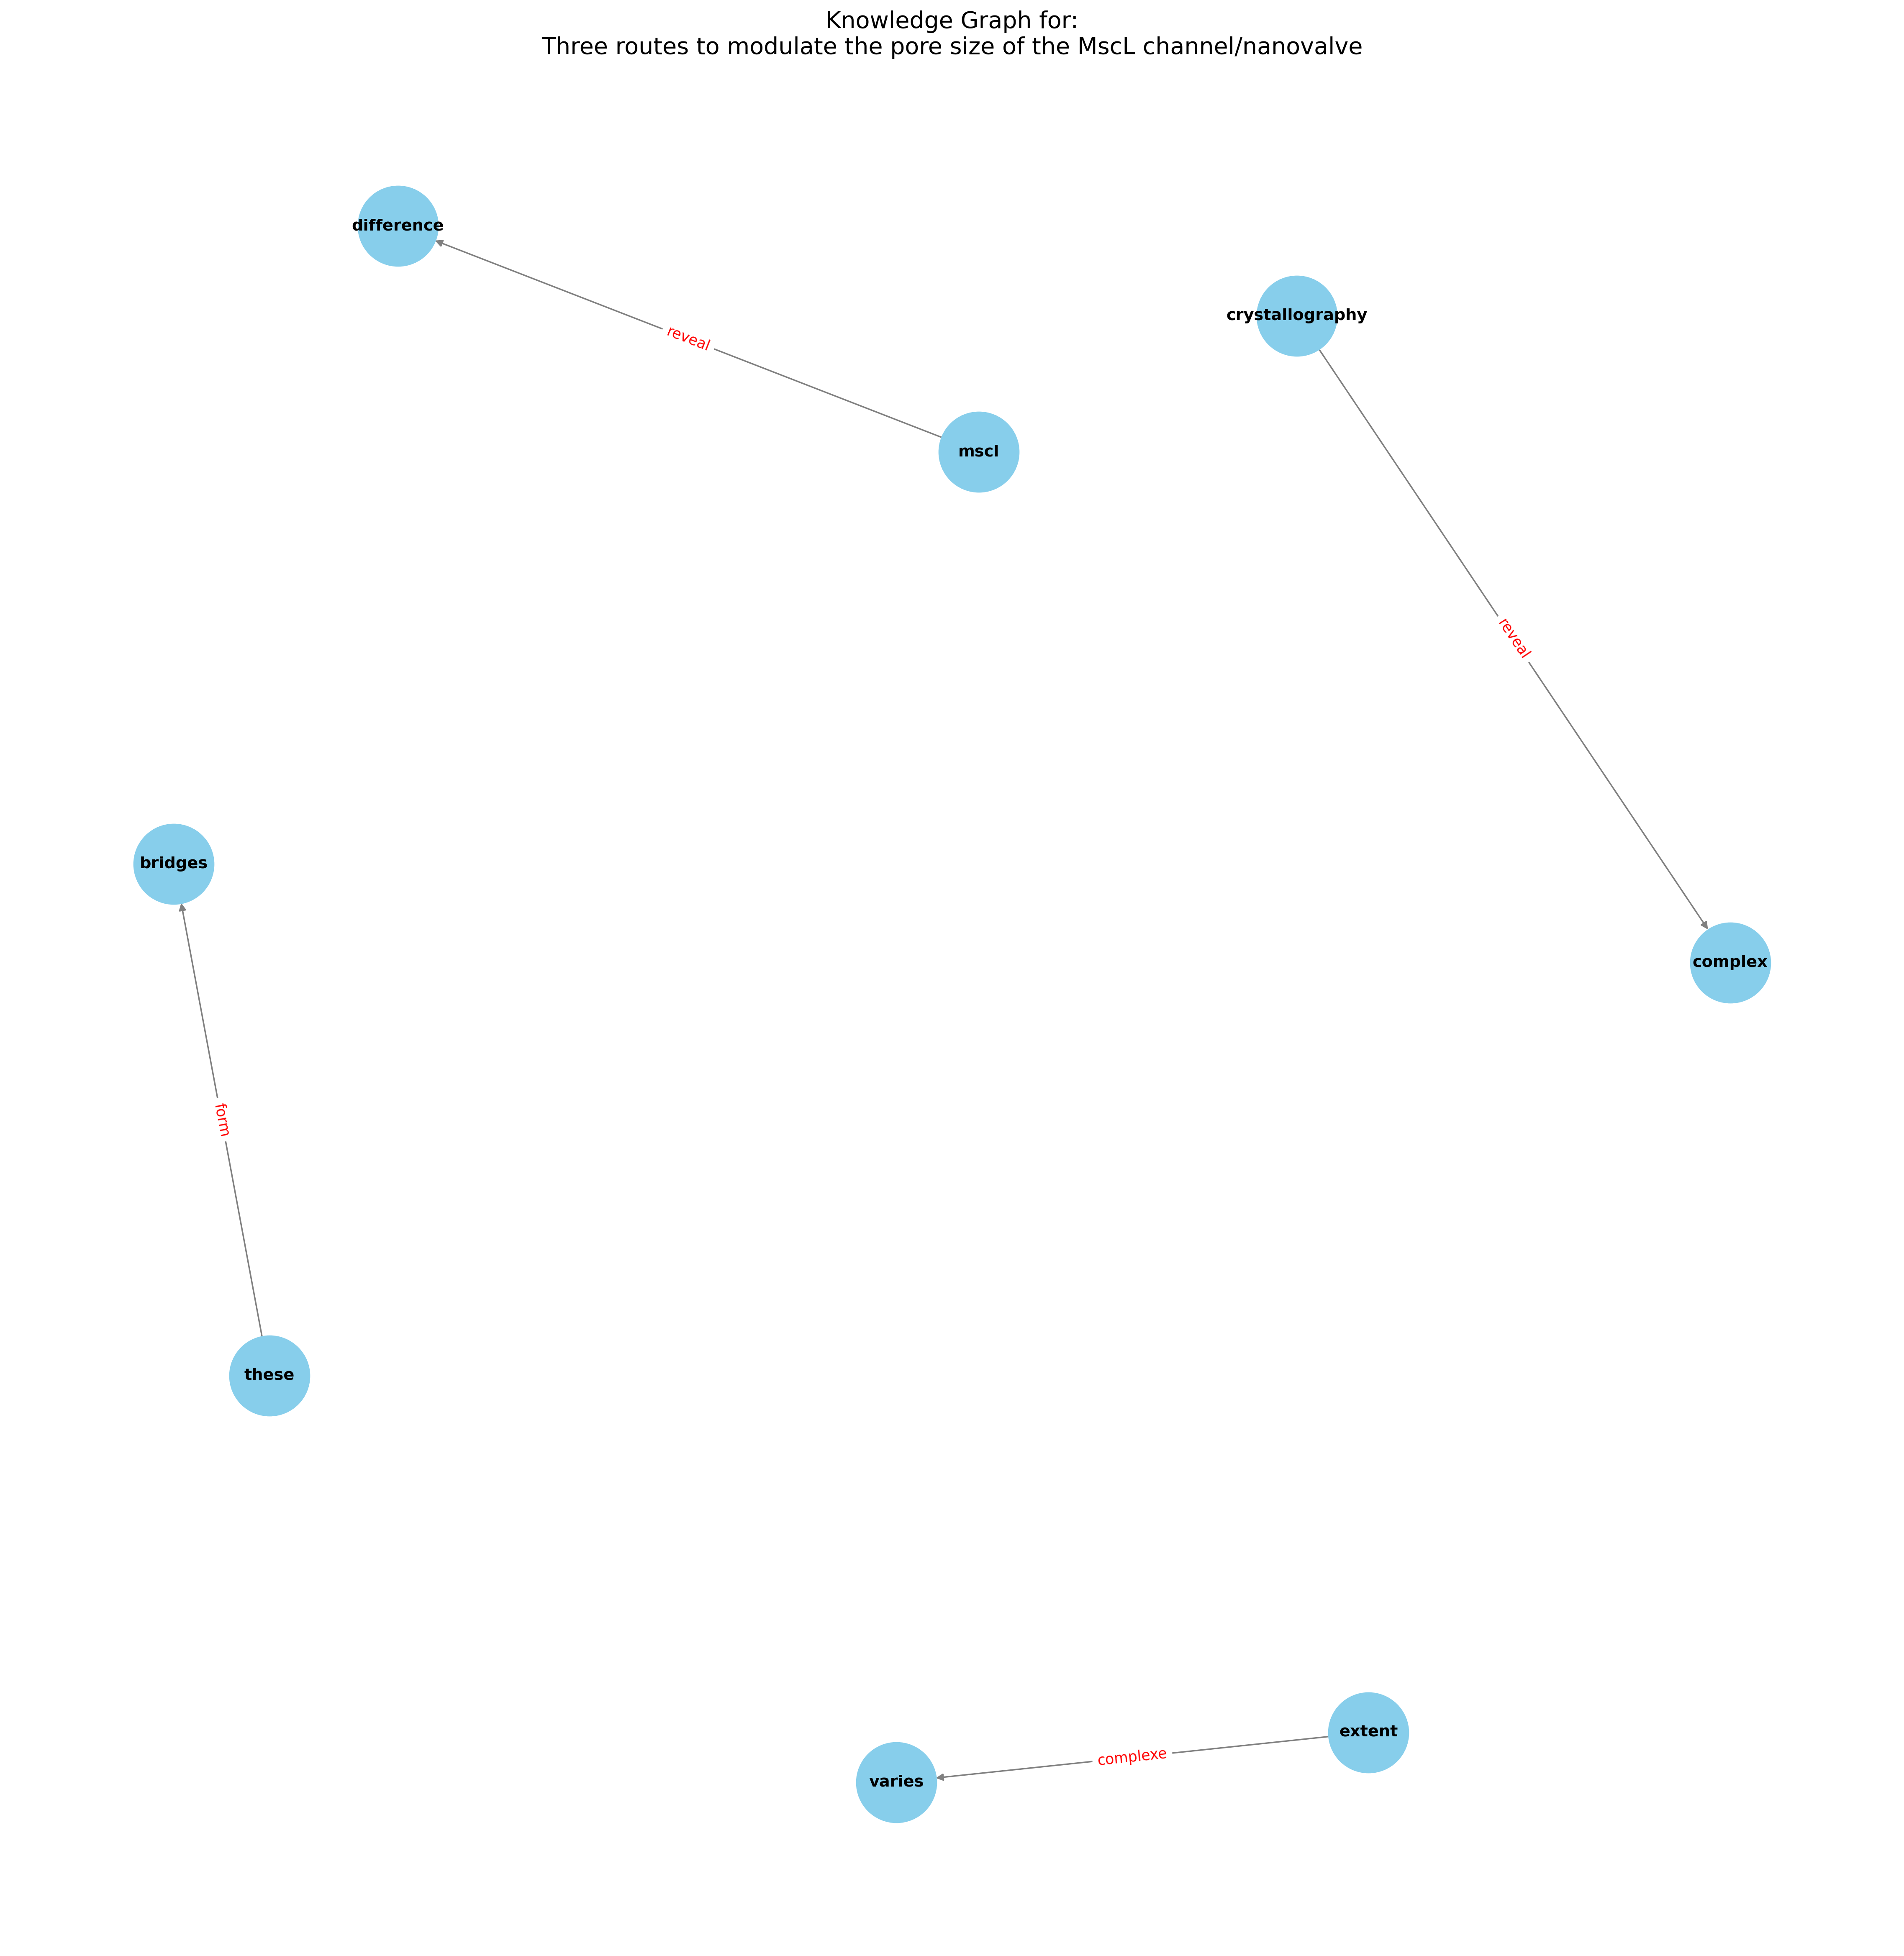 Knowledge Graph for:
Three routes to modulate the pore size of the MscL channel/nanovalve
difference
crystallography
reveal
mscl
reveal
bridges
complex
form
these
extent
complexe
varies